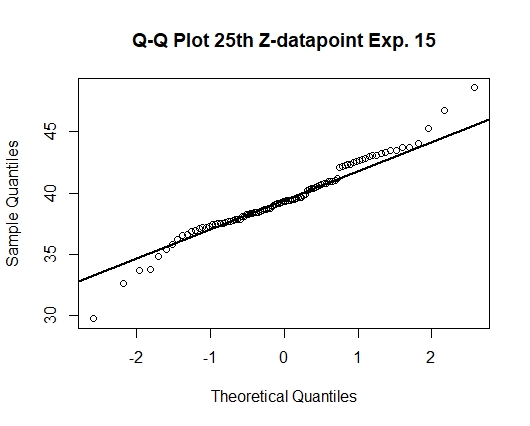 Q-Q Plot 25th Z-datapoint Exp. 15
Sample Quantiles
45
40
35
30
-2 -1 0 1 2
Theoretical Quantiles